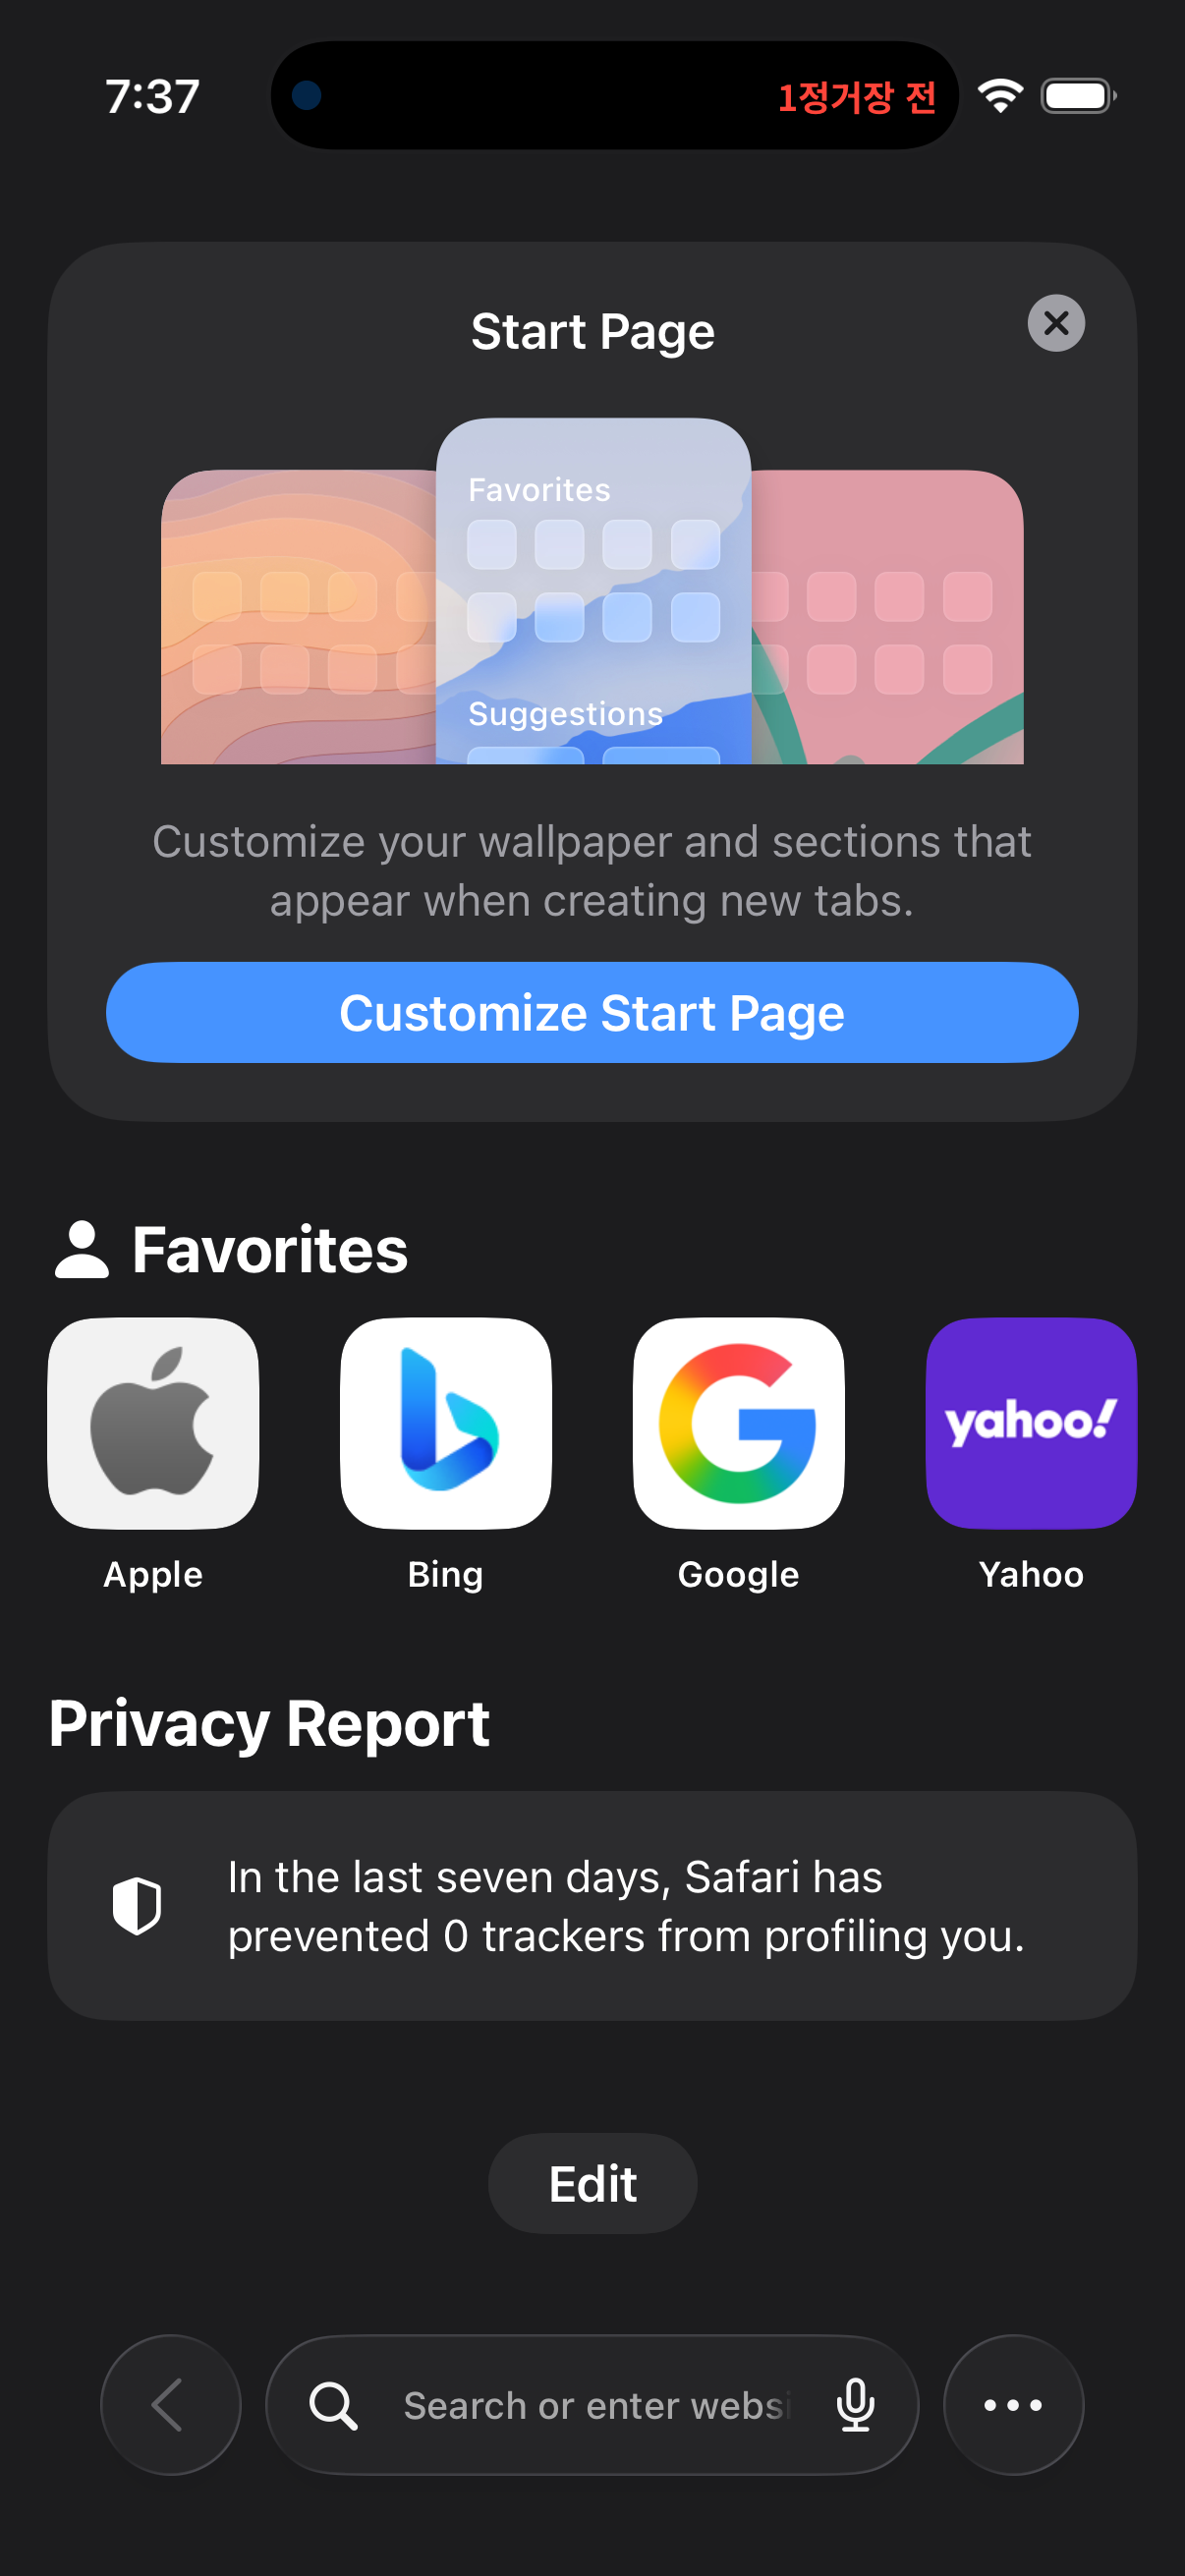 7:37
1정거장 전
Start Page
Favorites
Suggestions
Customize your wallpaper and sections that
appear when creating new tabs.
Customize Start Page
Favorites
yahoo!
Apple
Bing
Google
Yahoo
Privacy Report
In the last seven days, Safari has
prevented 0 trackers from profiling you.
Edit
Search or enter websi